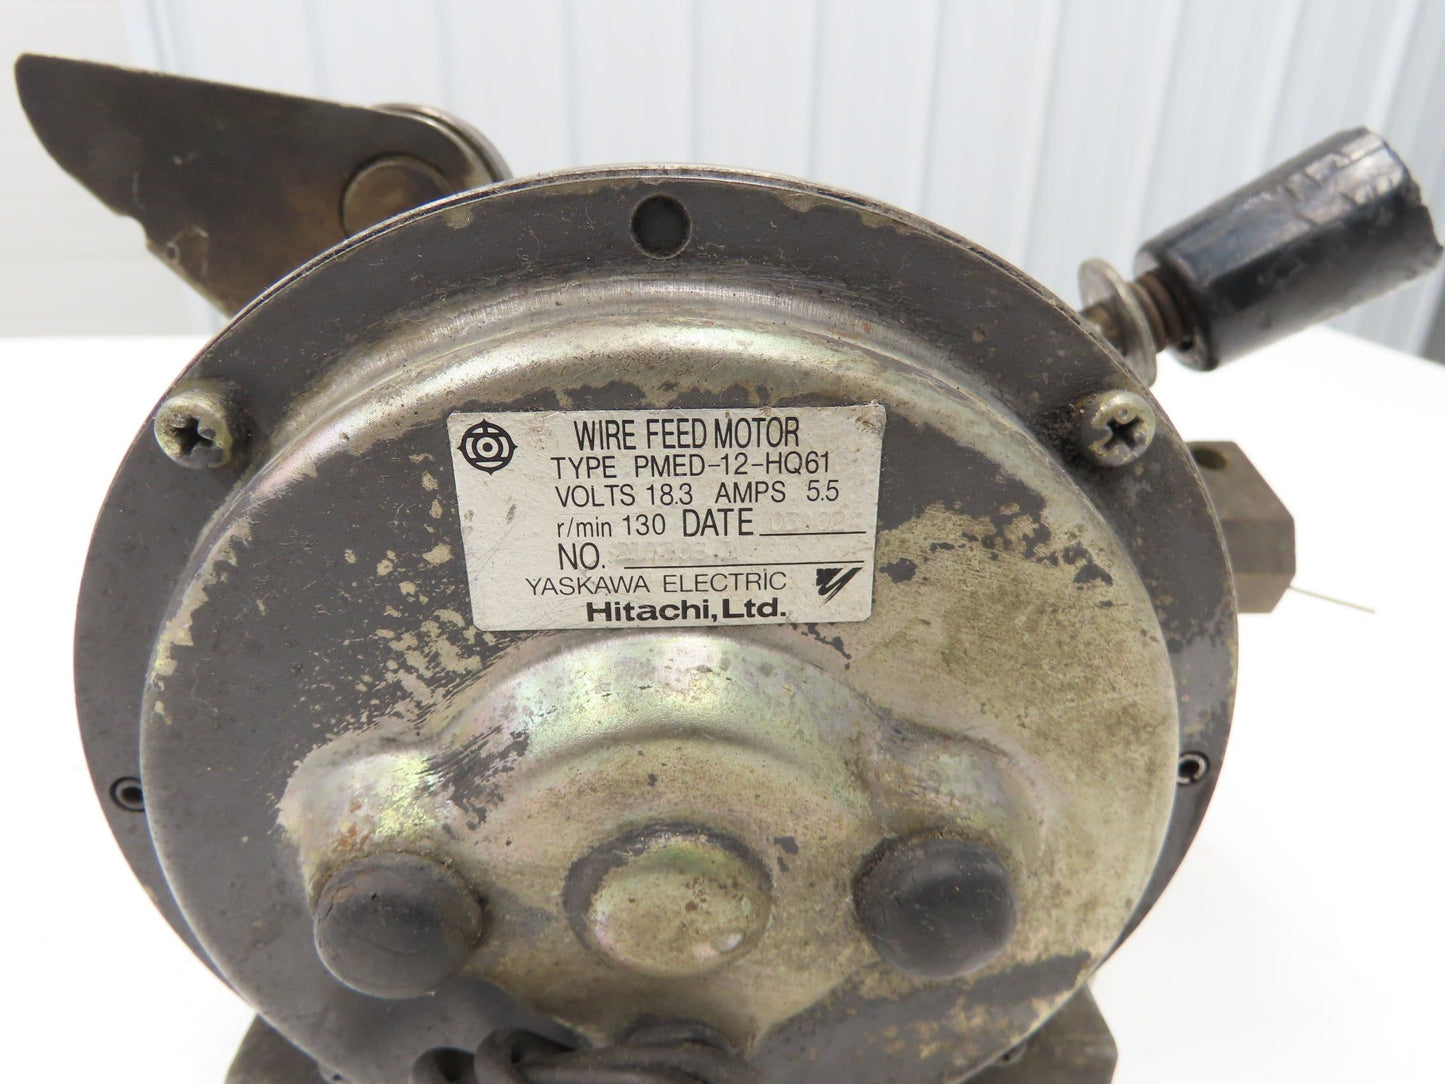 WIRE FEED MOTOR
TYPE PMED-12-HQ61
VOLTS 18.3 AMPS 5.5
r/min 130 DATE
NO.
YASKAWA ELECTRIC
Hitachi, Ltd.